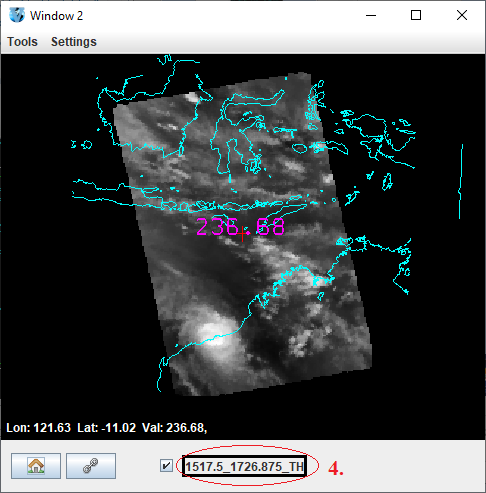 Window 2
Tools Settings
236.68
Lon: 121.63 Lat: -11.02 Val: 236.68,
1517.5_1726.875_TH
4.